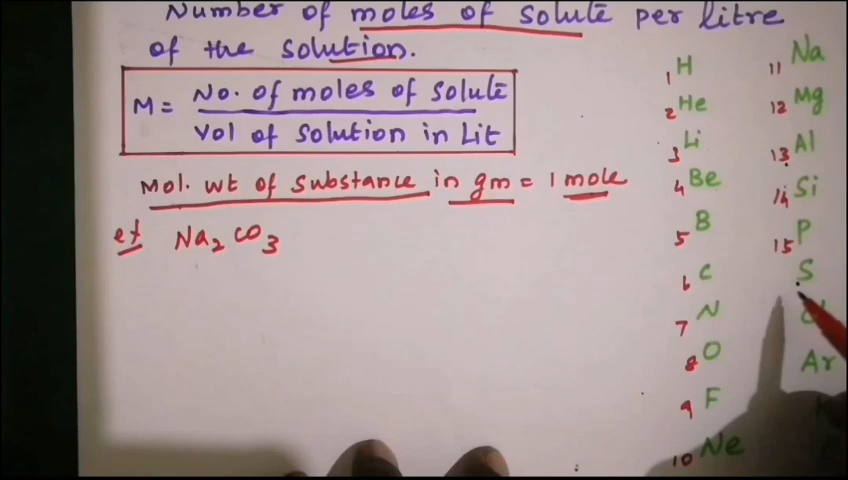 Number of moles of solute per litre
of the solution.
M = No. of moles of solute
Vol of solution in Lit
Mol. wt of substance in gm = 1 mole
ex Na2CO3
1 H
2 He
3 Li
4 Be
5 B
6 C
7 N
8 O
9 F
10 Ne
11 Na
12 Mg
13 Al
14 Si
15 P
S
Cl
Ar